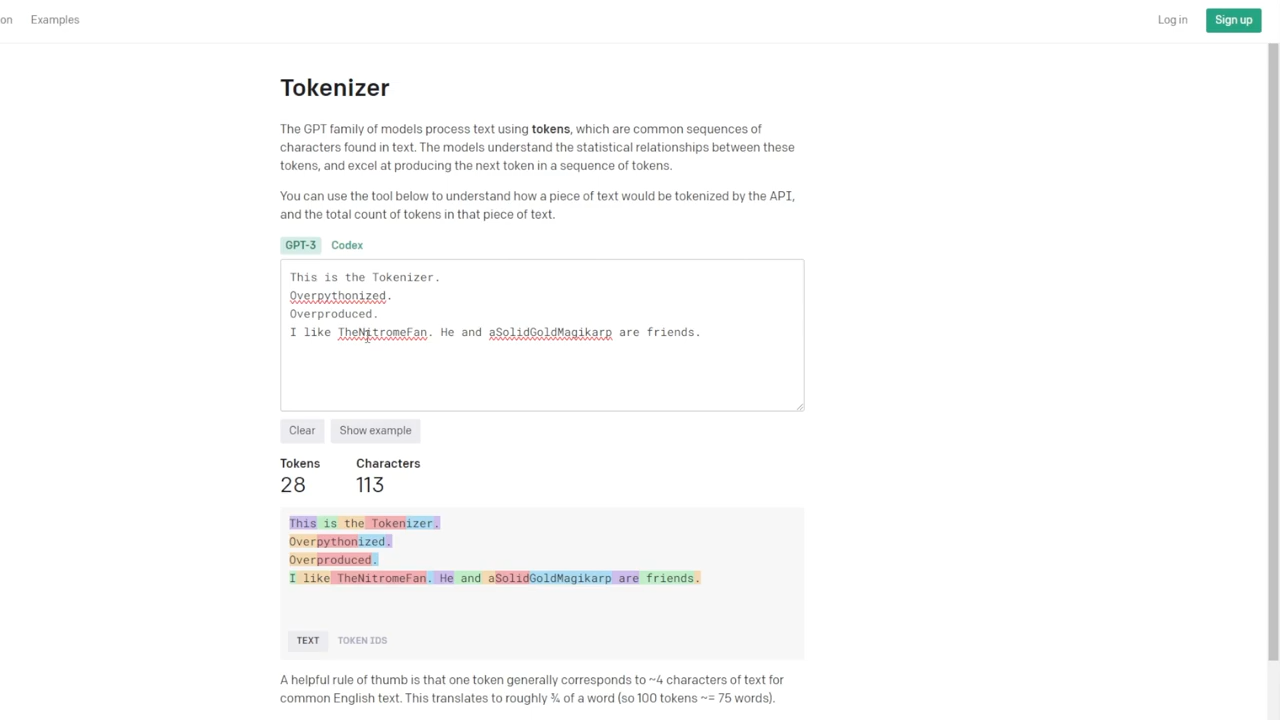 on Examples Log in Sign up
Tokenizer
The GPT family of models process text using tokens, which are common sequences of
characters found in text. The models understand the statistical relationships between these
tokens, and excel at producing the next token in a sequence of tokens.
You can use the tool below to understand how a piece of text would be tokenized by the API,
and the total count of tokens in that piece of text.
GPT-3 Codex
This is the Tokenizer.
Overpythonized.
Overproduced.
I like TheNitromeFan. He and aSolidGoldMagikarp are friends.
Clear Show example
Tokens Characters
28 113
This is the Tokenizer.
Overpythonized.
Overproduced.
I like TheNitromeFan. He and aSolidGoldMagikarp are friends.
TEXT TOKEN IDS
A helpful rule of thumb is that one token generally corresponds to ~4 characters of text for
common English text. This translates to roughly ¾ of a word (so 100 tokens ~= 75 words).